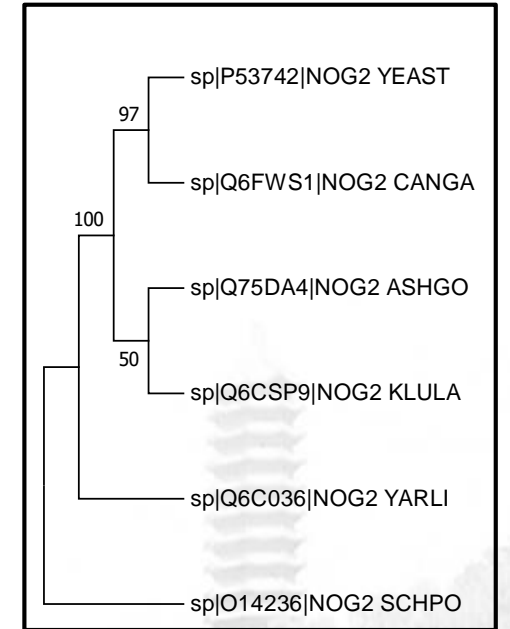 sp|P53742|NOG2 YEAST
97
sp|Q6FWS1|NOG2 CANGA
100
sp|Q75DA4|NOG2 ASHGO
50
sp|Q6CSP9|NOG2 KLULA
sp|Q6C036|NOG2 YARLI
sp|O14236|NOG2 SCHPO